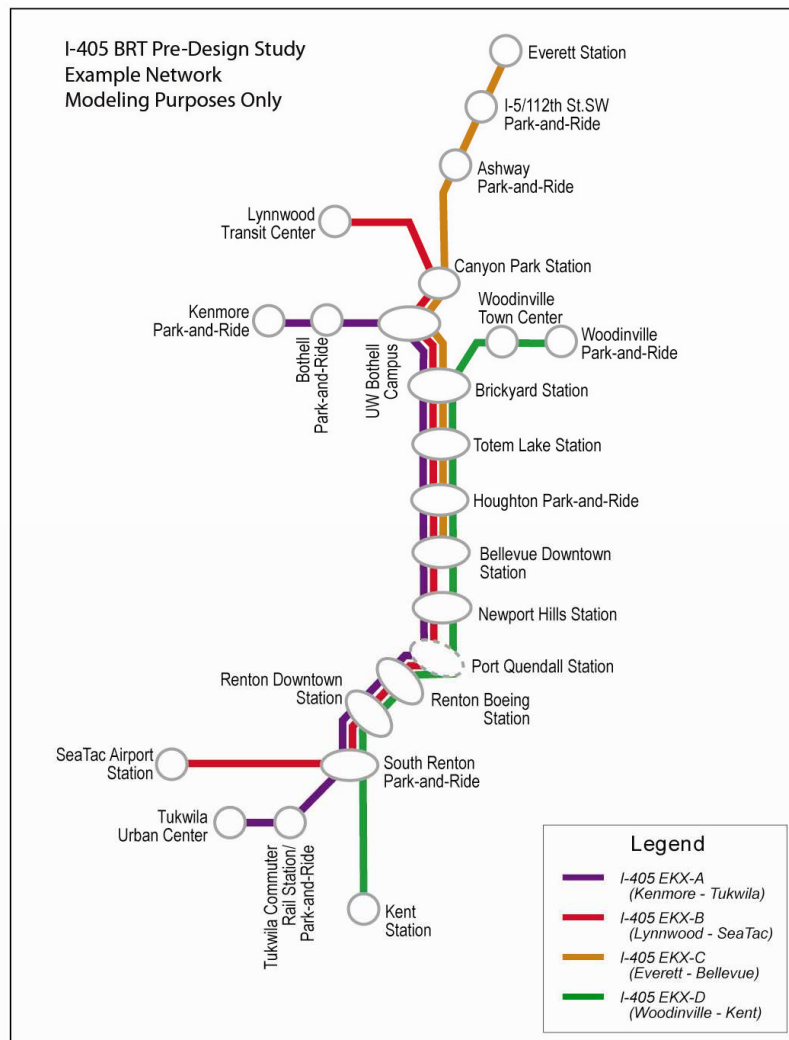 I-405 BRT Pre-Design Study
Example Network
Modeling Purposes Only
Everett Station
I-5/112th St.SW
Park-and-Ride
Ashway
Park-and-Ride
Lynnwood
Transit Center
Canyon Park Station
Kenmore
Park-and-Ride
Bothell
Park-and-Ride
UW Bothell
Campus
Woodinville
Town Center
Woodinville
Park-and-Ride
Brickyard Station
Totem Lake Station
Houghton Park-and-Ride
Bellevue Downtown
Station
Newport Hills Station
Port Quendall Station
Renton Downtown
Station
Renton Boeing
Station
SeaTac Airport
Station
South Renton
Park-and-Ride
Tukwila
Urban Center
Tukwila Commuter
Rail Station/
Park-and-Ride
Kent
Station
Legend
I-405 EKX-A
(Kenmore - Tukwila)
I-405 EKX-B
(Lynnwood - SeaTac)
I-405 EKX-C
(Everett - Bellevue)
I-405 EKX-D
(Woodinville - Kent)